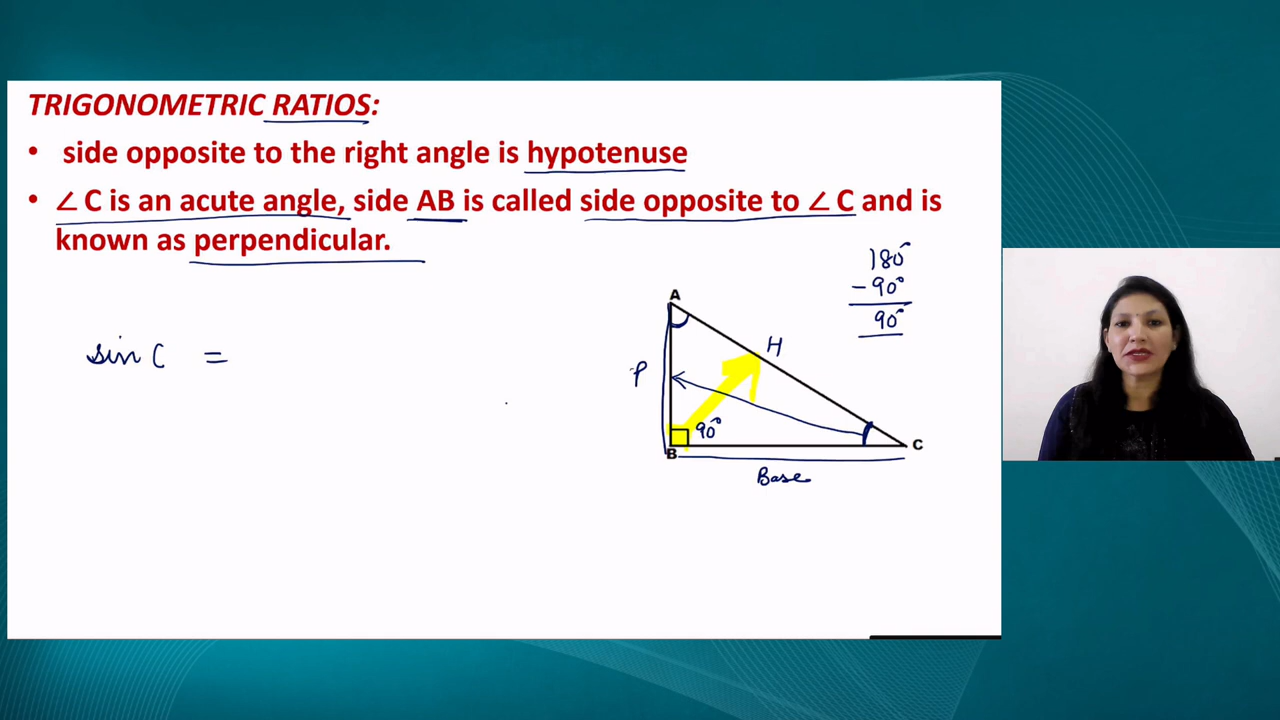 TRIGONOMETRIC RATIOS:
• side opposite to the right angle is hypotenuse
• ∠ C is an acute angle, side AB is called side opposite to ∠ C and is
known as perpendicular.
180°
- 90°
90°
sin C =
A
H
P
90°
B
C
Base